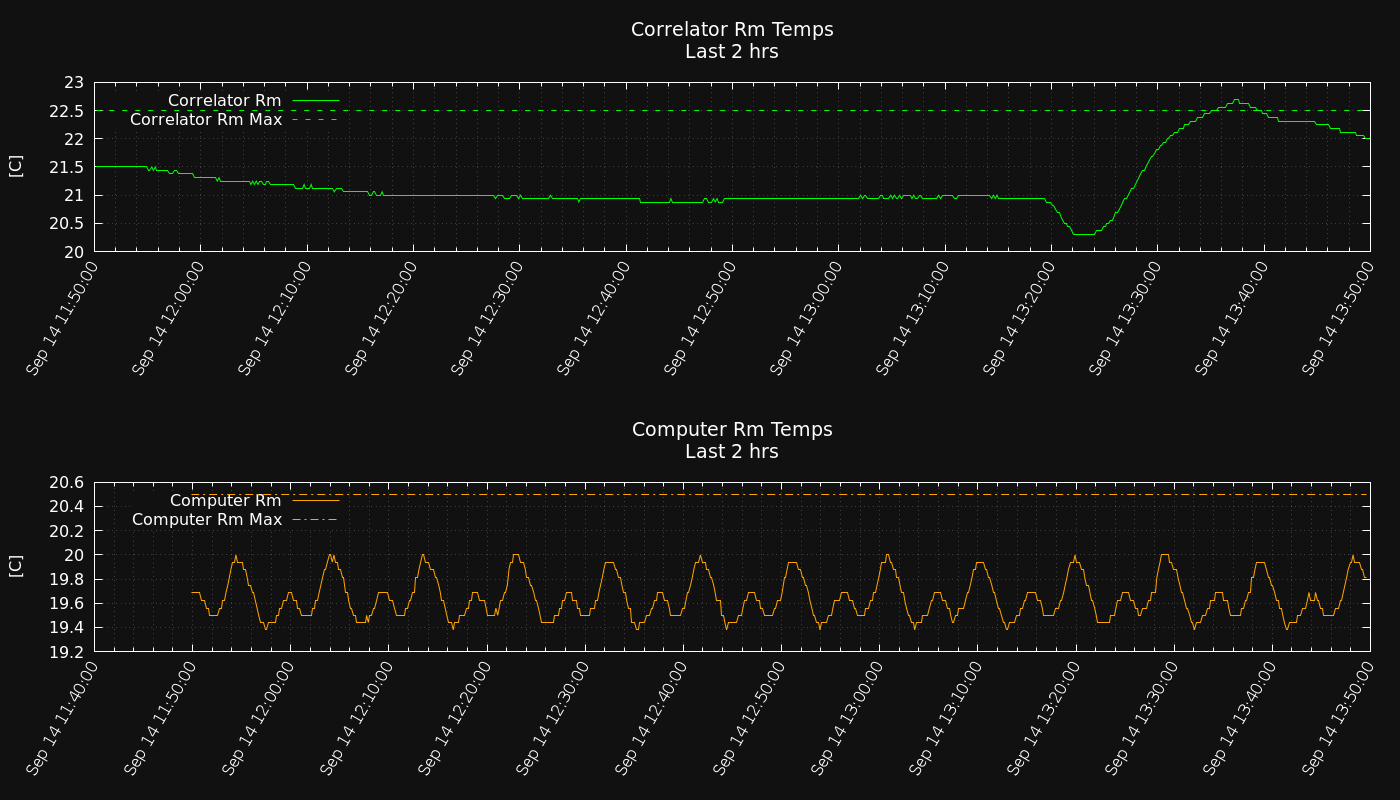 Correlator Rm Temps
Last 2 hrs
23
22.5
22
21.5
21
20.5
20
[C]
Correlator Rm
Correlator Rm Max
Sep 14 11:50:00
Sep 14 12:00:00
Sep 14 12:10:00
Sep 14 12:20:00
Sep 14 12:30:00
Sep 14 12:40:00
Sep 14 12:50:00
Sep 14 13:00:00
Sep 14 13:10:00
Sep 14 13:20:00
Sep 14 13:30:00
Sep 14 13:40:00
Sep 14 13:50:00
Computer Rm Temps
Last 2 hrs
20.6
20.4
20.2
20
19.8
19.6
19.4
19.2
[C]
Computer Rm
Computer Rm Max
Sep 14 11:40:00
Sep 14 11:50:00
Sep 14 12:00:00
Sep 14 12:10:00
Sep 14 12:20:00
Sep 14 12:30:00
Sep 14 12:40:00
Sep 14 12:50:00
Sep 14 13:00:00
Sep 14 13:10:00
Sep 14 13:20:00
Sep 14 13:30:00
Sep 14 13:40:00
Sep 14 13:50:00